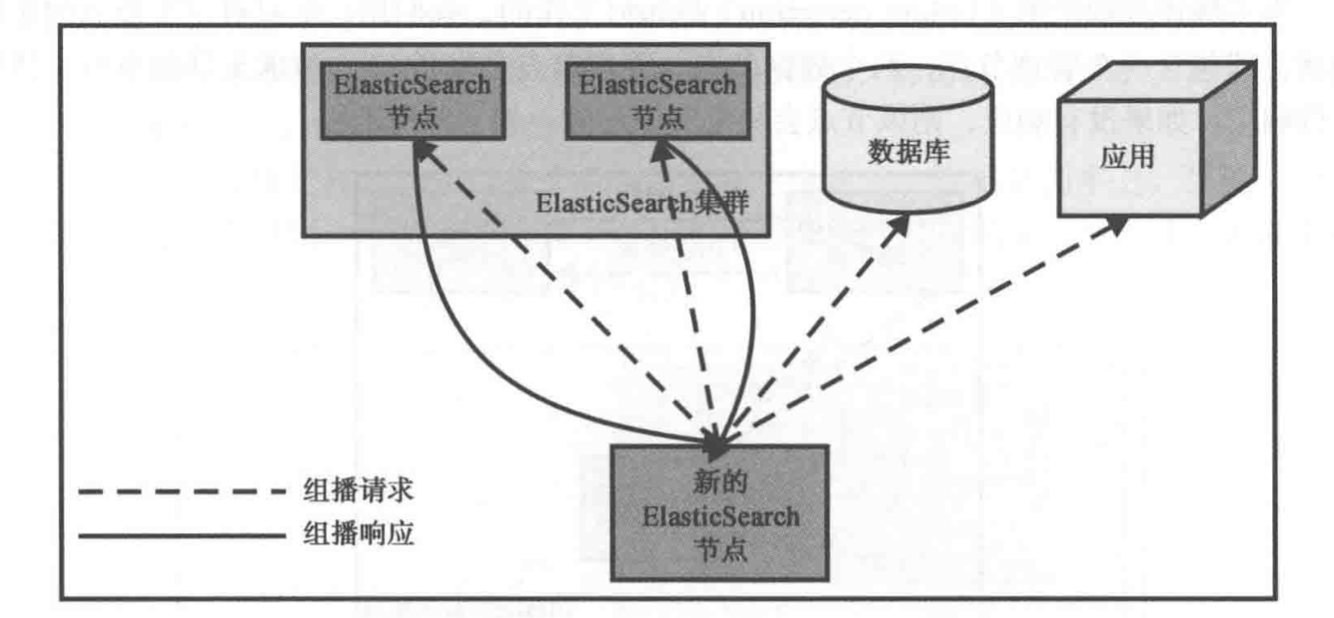 ElasticSearch
节点
ElasticSearch
节点
ElasticSearch集群
数据库
应用
新的
ElasticSearch
节点
组播请求
组播响应